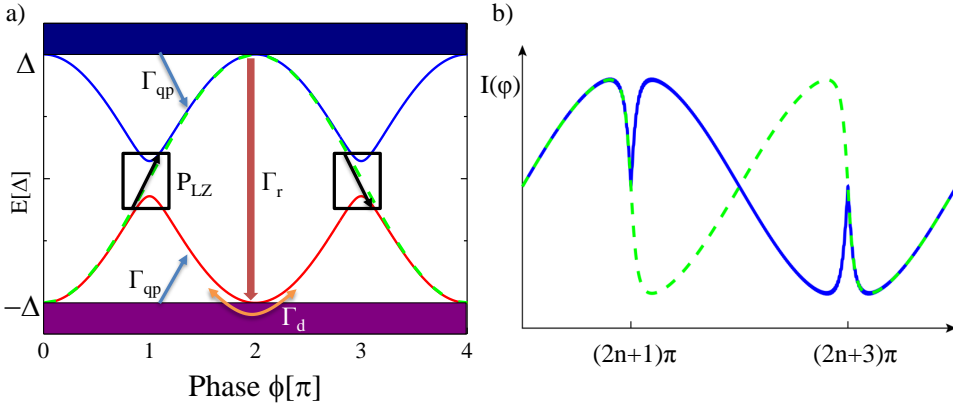 a)
Δ
Γqp
E[Δ]
PLZ
Γr
Γqp
−Δ
Γd
0 1 2 3 4
Phase ϕ[π]
b)
I(φ)
(2n+1)π (2n+3)π